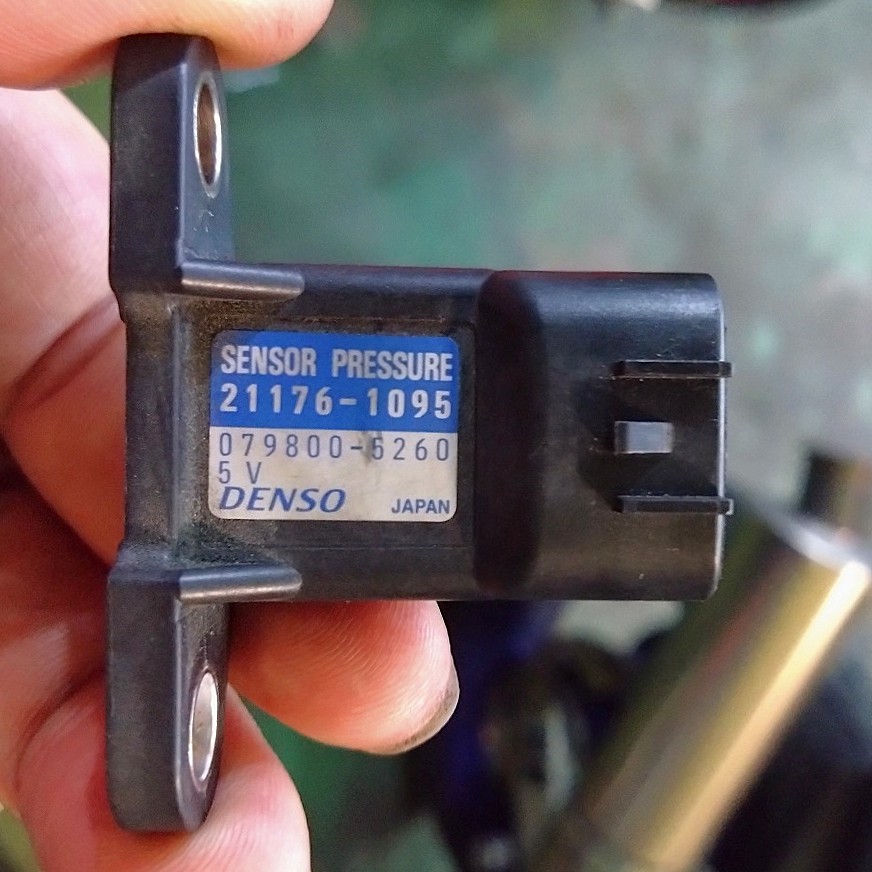 SENSOR PRESSURE
21176-1095
079800-5260
5 V
DENSO JAPAN